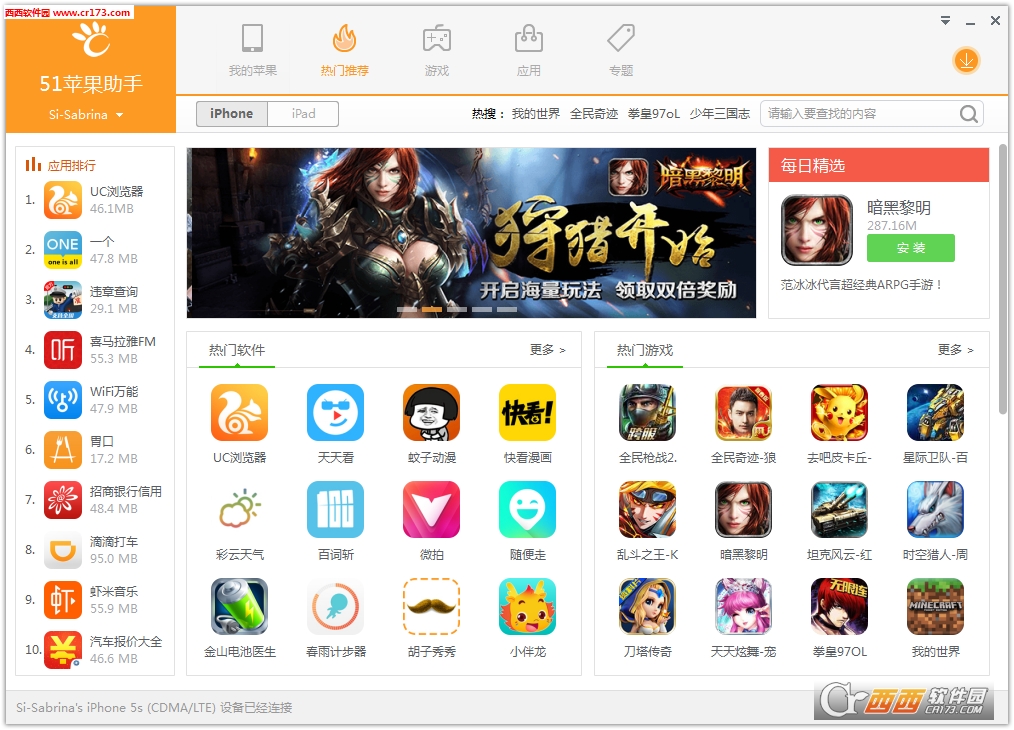 西西软件园 www.cr173.com
51苹果助手
Si-Sabrina
我的苹果
热门推荐
游戏
应用
专题
iPhone
iPad
热搜： 我的世界 全民奇迹 拳皇97oL 少年三国志
请输入要查找的内容
应用排行
1.
UC浏览器
46.1MB
2.
ONE
one is all
一个
47.8 MB
3.
违章查询
29.1 MB
4.
听
喜马拉雅FM
55.3 MB
5.
WiFi万能
47.9 MB
6.
胃口
17.2 MB
7.
招商银行信用
48.4 MB
8.
滴滴打车
95.0 MB
9.
虾
虾米音乐
55.9 MB
10.
汽车报价大全
46.6 MB
暗黑黎明
狩猎开始
开启海量玩法 领取双倍奖励
每日精选
暗黑黎明
287.16M
安装
范冰冰代言超经典ARPG手游！
热门软件
更多 >
快看!
UC浏览器
天天看
蚊子动漫
快看漫画
100
彩云天气
百词斩
微拍
随便走
金山电池医生
春雨计步器
胡子秀秀
小伴龙
热门游戏
更多 >
跨服
全民枪战2.
全民奇迹-狼
去吧皮卡丘-
星际卫队-百
乱斗之王-K
暗黑黎明
坦克风云-红
时空猎人-周
无限连
MINECRAFT
刀塔传奇
天天炫舞-宠
拳皇97OL
我的世界
Si-Sabrina's iPhone 5s (CDMA/LTE) 设备已经连接
西西软件园
CR173.COM